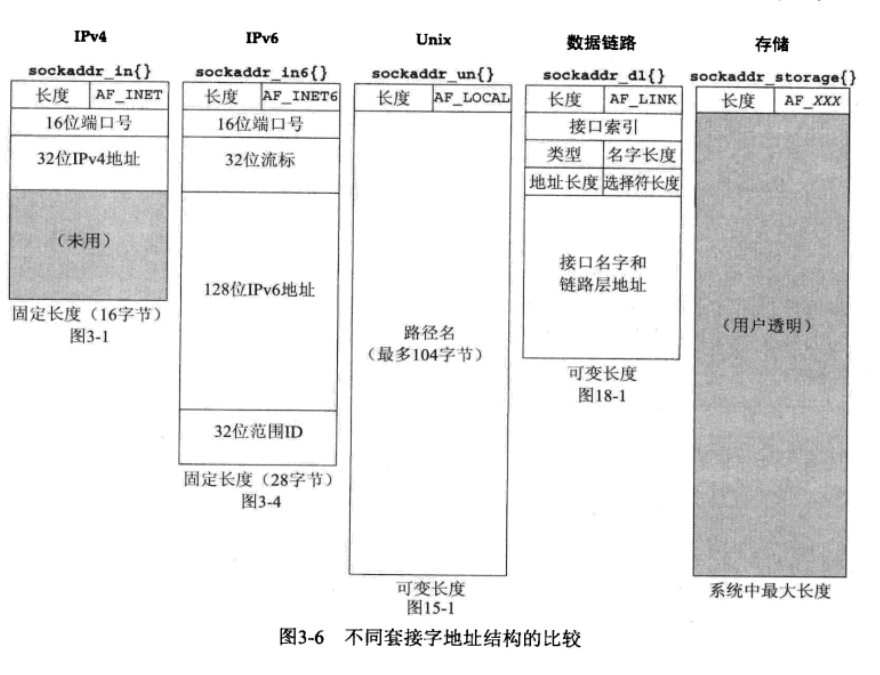 IPv4
sockaddr_in{}
长度 AF_INET
16位端口号
32位IPv4地址
（未用）
固定长度（16字节）
图3-1
IPv6
sockaddr_in6{}
长度 AF_INET6
16位端口号
32位流标
128位IPv6地址
32位范围ID
固定长度（28字节）
图3-4
Unix
sockaddr_un{}
长度 AF_LOCAL
路径名
（最多104字节）
可变长度
图15-1
数据链路
sockaddr_dl{}
长度 AF_LINK
接口索引
类型 名字长度
地址长度 选择符长度
接口名字和
链路层地址
可变长度
图18-1
存储
sockaddr_storage{}
长度 AF_XXX
（用户透明）
系统中最大长度
图3-6 不同套接字地址结构的比较